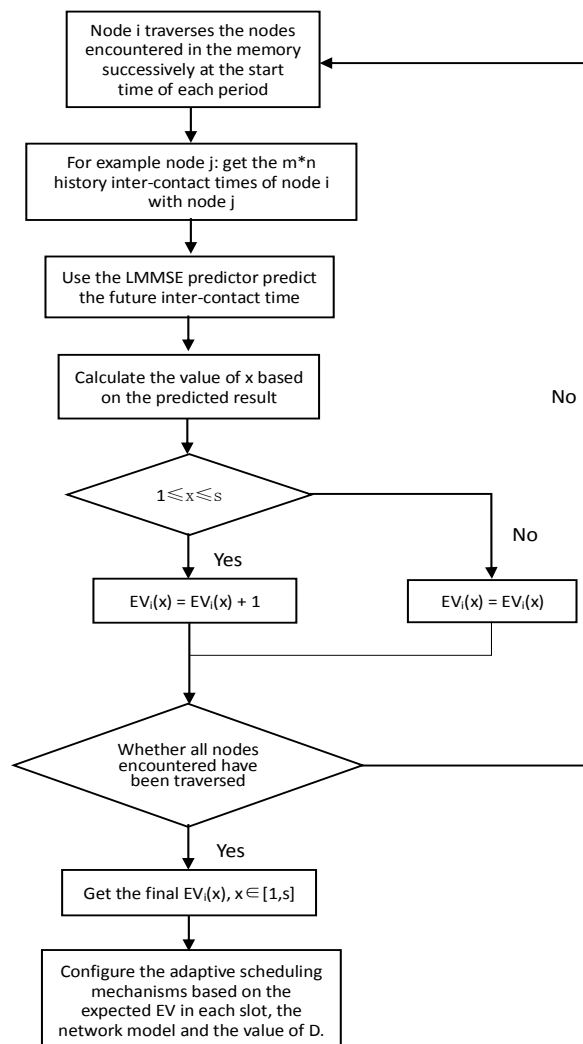 Node i traverses the nodes
encountered in the memory
successively at the start
time of each period
For example node j: get the m*n
history inter-contact times of node i
with node j
Use the LMMSE predictor predict
the future inter-contact time
Calculate the value of x based
on the predicted result
No
1≤x≤s
No
Yes
EVᵢ(x) = EVᵢ(x) + 1
EVᵢ(x) = EVᵢ(x)
Whether all nodes
encountered have
been traversed
Yes
Get the final EVᵢ(x), x∈[1,s]
Configure the adaptive scheduling
mechanisms based on the
expected EV in each slot, the
network model and the value of D.